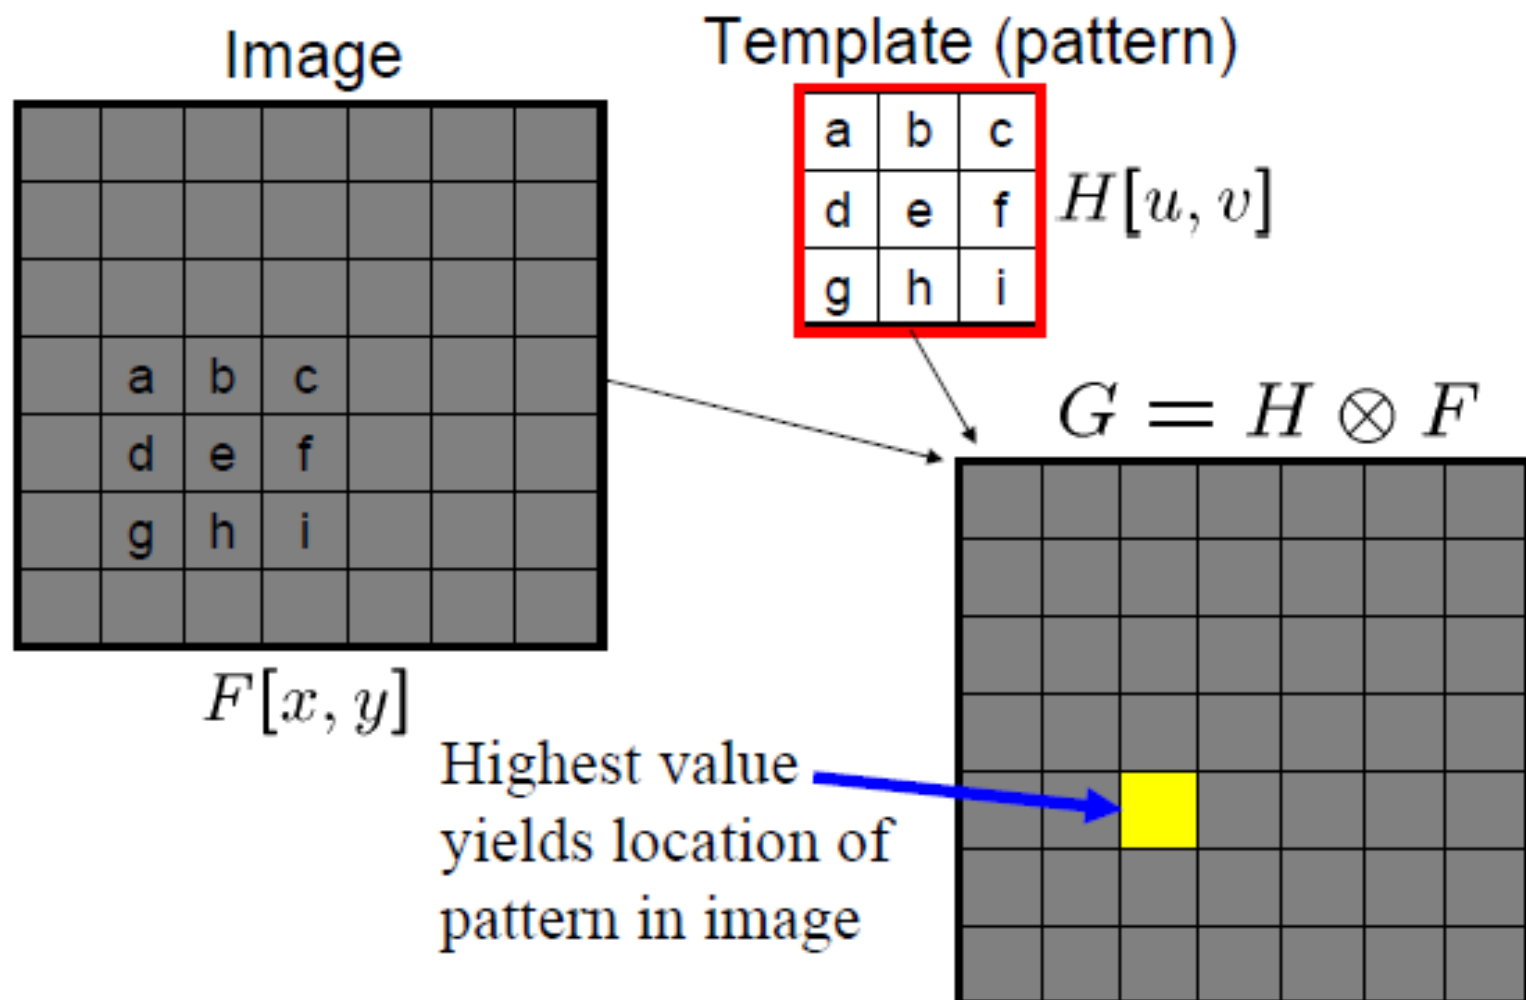 Image
Template (pattern)
a b c
d e f
g h i
H[u, v]
a b c
d e f
g h i
F[x, y]
G = H ⊗ F
Highest value
yields location of
pattern in image